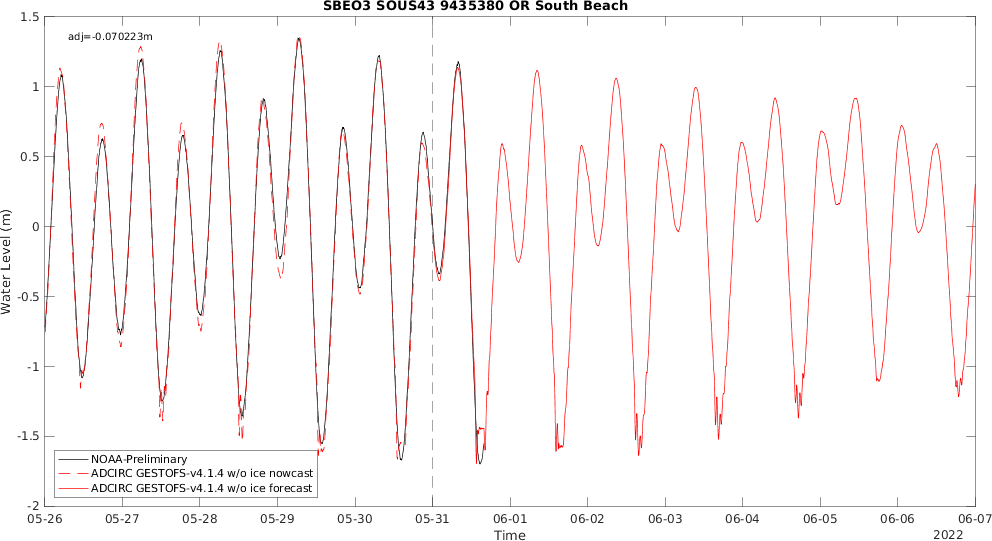 SBEO3 SOUS43 9435380 OR South Beach
adj=-0.070223m
1.5
1
0.5
0
-0.5
-1
-1.5
-2
Water Level (m)
NOAA-Preliminary
ADCIRC GESTOFS-v4.1.4 w/o ice nowcast
ADCIRC GESTOFS-v4.1.4 w/o ice forecast
05-26 05-27 05-28 05-29 05-30 05-31 06-01 06-02 06-03 06-04 06-05 06-06 06-07
Time
2022